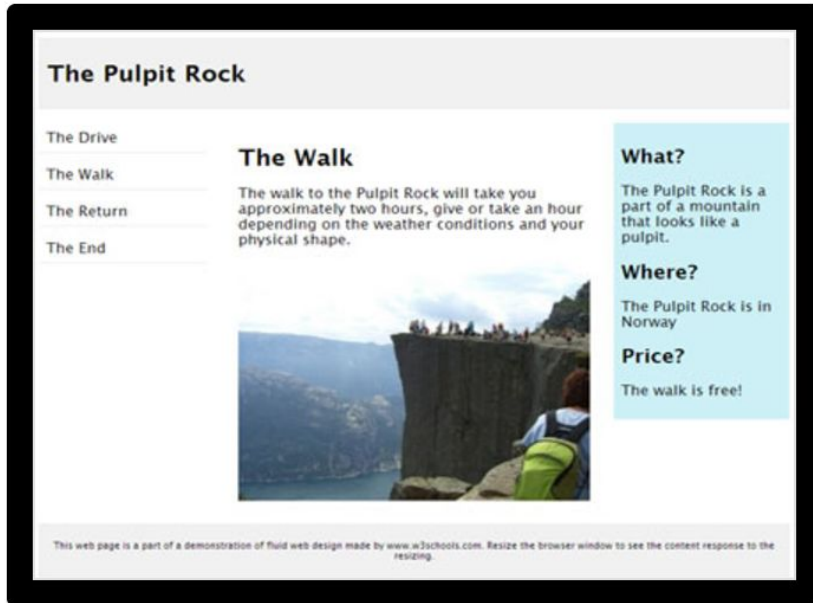 The Pulpit Rock
The Drive
The Walk
The Return
The End
The Walk
The walk to the Pulpit Rock will take you
approximately two hours, give or take an hour
depending on the weather conditions and your
physical shape.
What?
The Pulpit Rock is a
part of a mountain
that looks like a
pulpit.
Where?
The Pulpit Rock is in
Norway
Price?
The walk is free!
This web page is a part of a demonstration of fluid web design made by www.w3schools.com. Resize the browser window to see the content response to the
resizing.